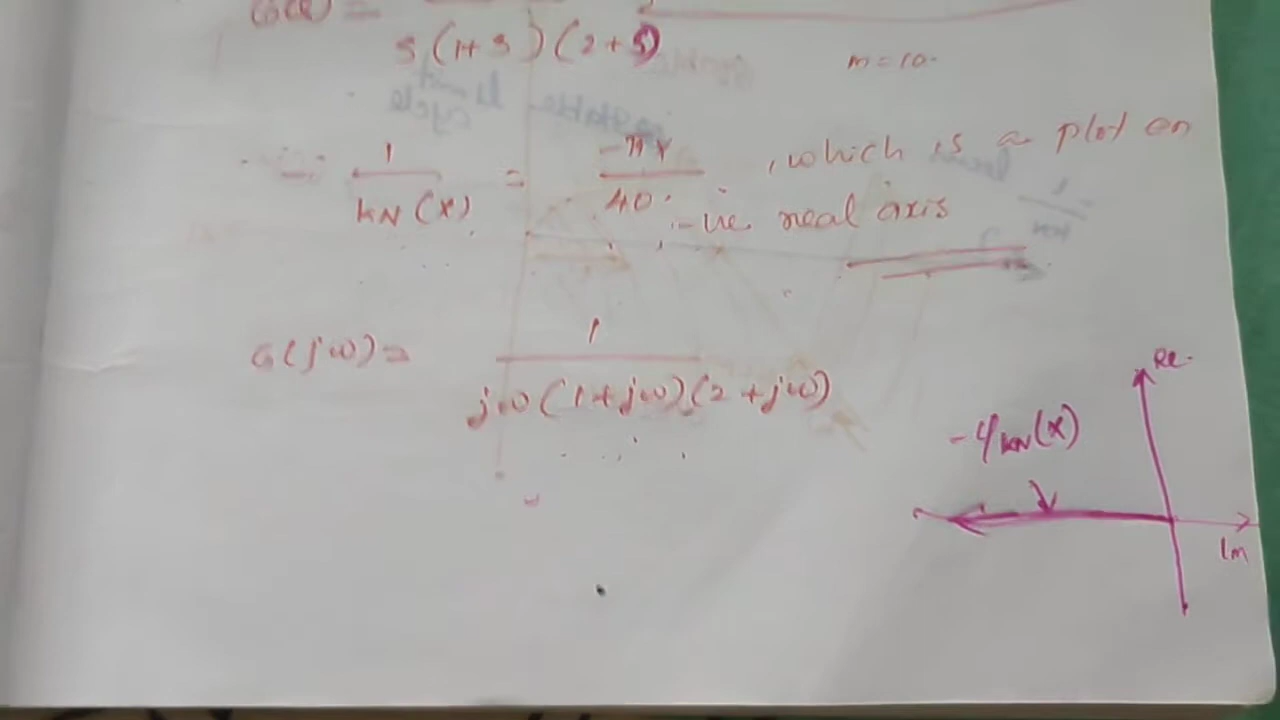 G(s) =
s(1+s)(2+s)
m = 10.
1
KN(X)
=
-πX
40.
, which is a plot on
-ve real axis
G(jω) =
1
jω(1+jω)(2+jω)
Re.
-1/KN(X)
Im